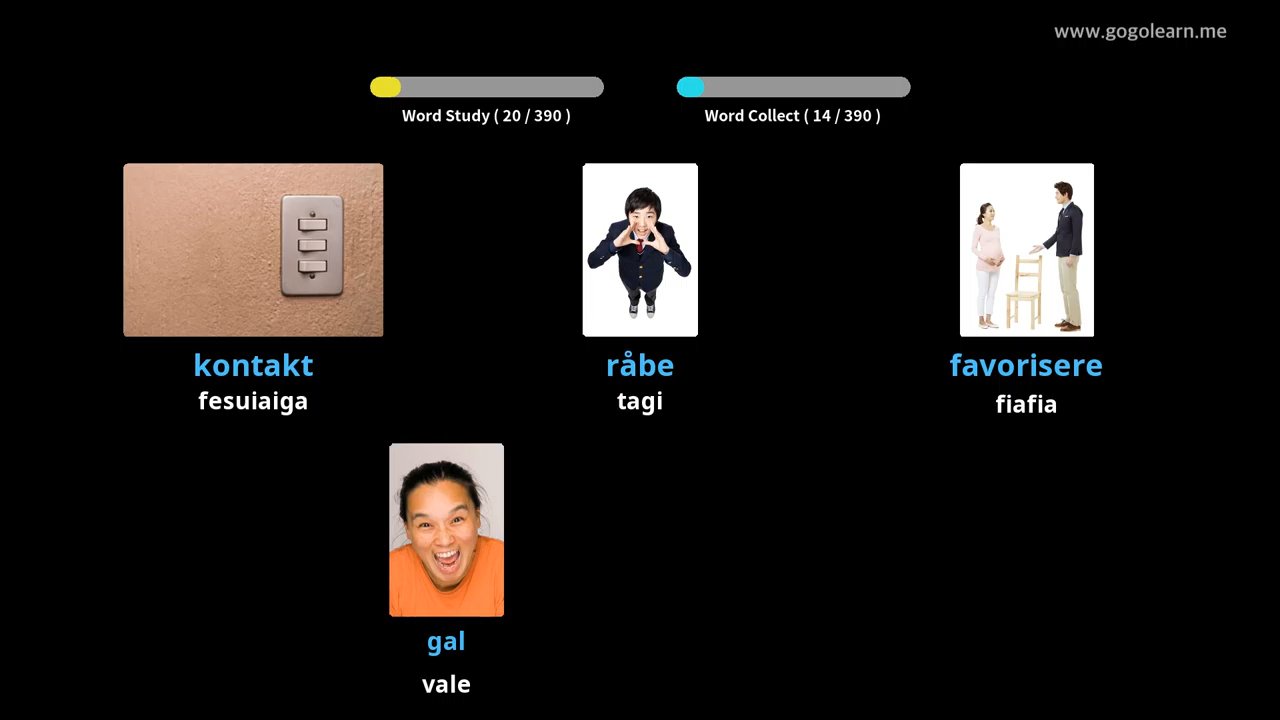 www.gogolearn.me
Word Study ( 20 / 390 )
Word Collect ( 14 / 390 )
kontakt
fesuiaiga
råbe
tagi
favorisere
fiafia
gal
vale